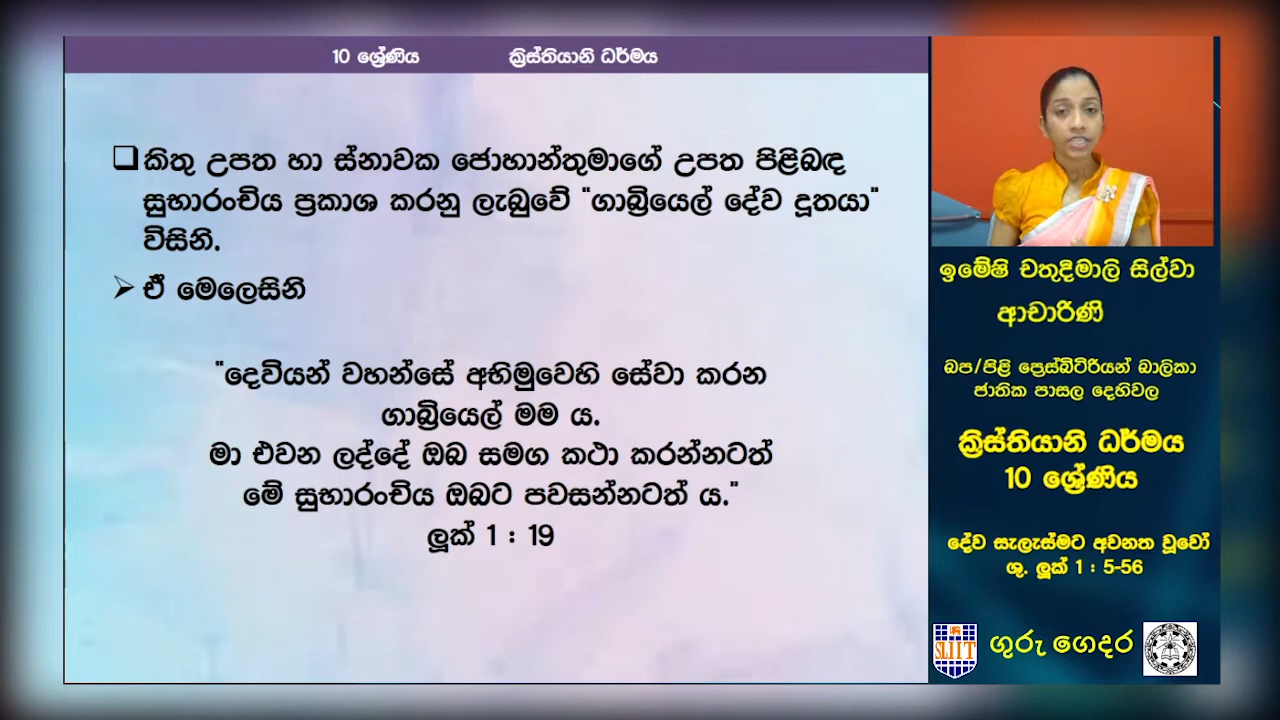 10 ශ්‍රේණිය ක්‍රිස්තියානි ධර්මය
කිතු උපත හා ස්නාවක ජොහාන්තුමාගේ උපත පිළිබඳ
සුභාරංචිය ප්‍රකාශ කරනු ලැබුවේ "ගාබ්‍රියෙල් දේව දූතයා"
විසිනි.
ඒ මෙලෙසිනි
"දෙවියන් වහන්සේ අභිමුවෙහි සේවා කරන
ගාබ්‍රියෙල් මම ය.
මා එවන ලද්දේ ඔබ සමග කථා කරන්නටත්
මේ සුභාරංචිය ඔබට පවසන්නටත් ය."
ලූක් 1 : 19
ඉමේෂි චතුදිමාලි සිල්වා
ආචාරිණි
බප/පිළි ප්‍රෙස්බිටිරියන් බාලිකා
ජාතික පාසල දෙහිවල
ක්‍රිස්තියානි ධර්මය
10 ශ්‍රේණිය
දේව සැලැස්මට අවනත වූවෝ
ශු. ලූක් 1 : 5-56
SLIIT
ගුරු ගෙදර